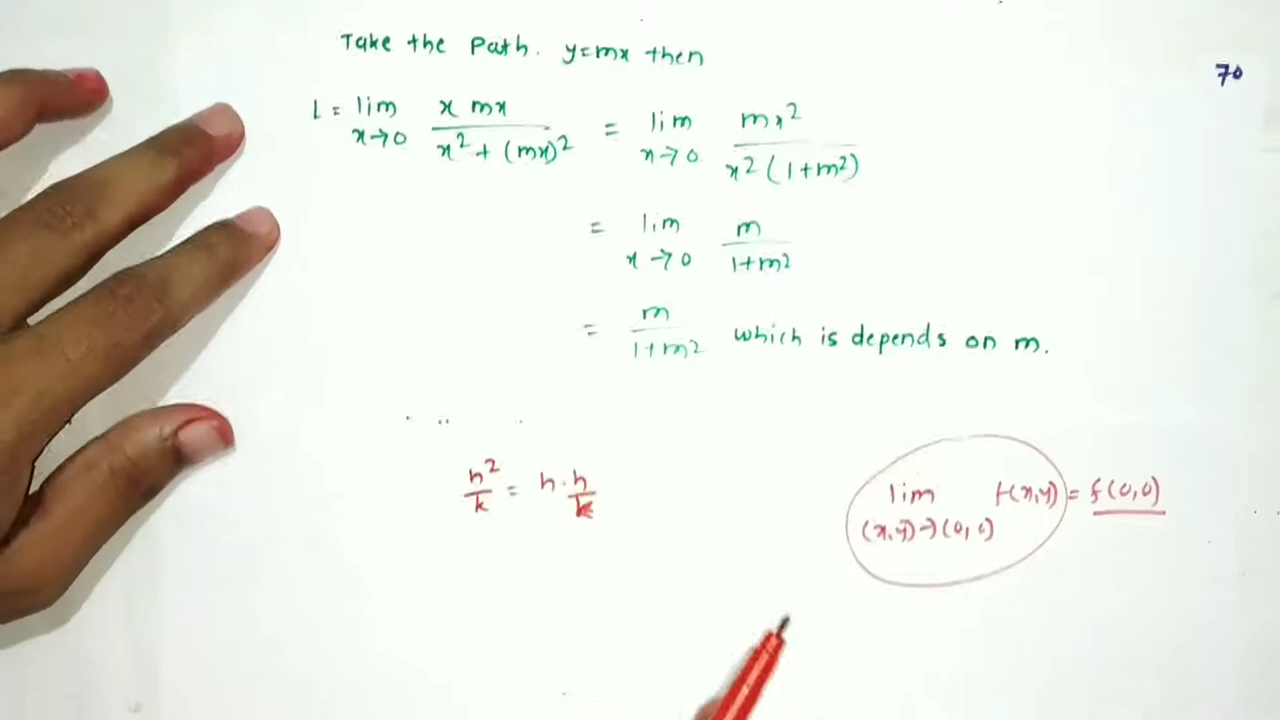 Take the Path. y=mx then
70
L = lim x→0 x mx / x² + (mx)² = lim x→0 mx² / x² (1+m²)
= lim x→0 m / 1+m²
= m / 1+m² which is depends on m.
h²/k = h · h/k
lim (x,y)→(0,0) f(x,y) = f(0,0)